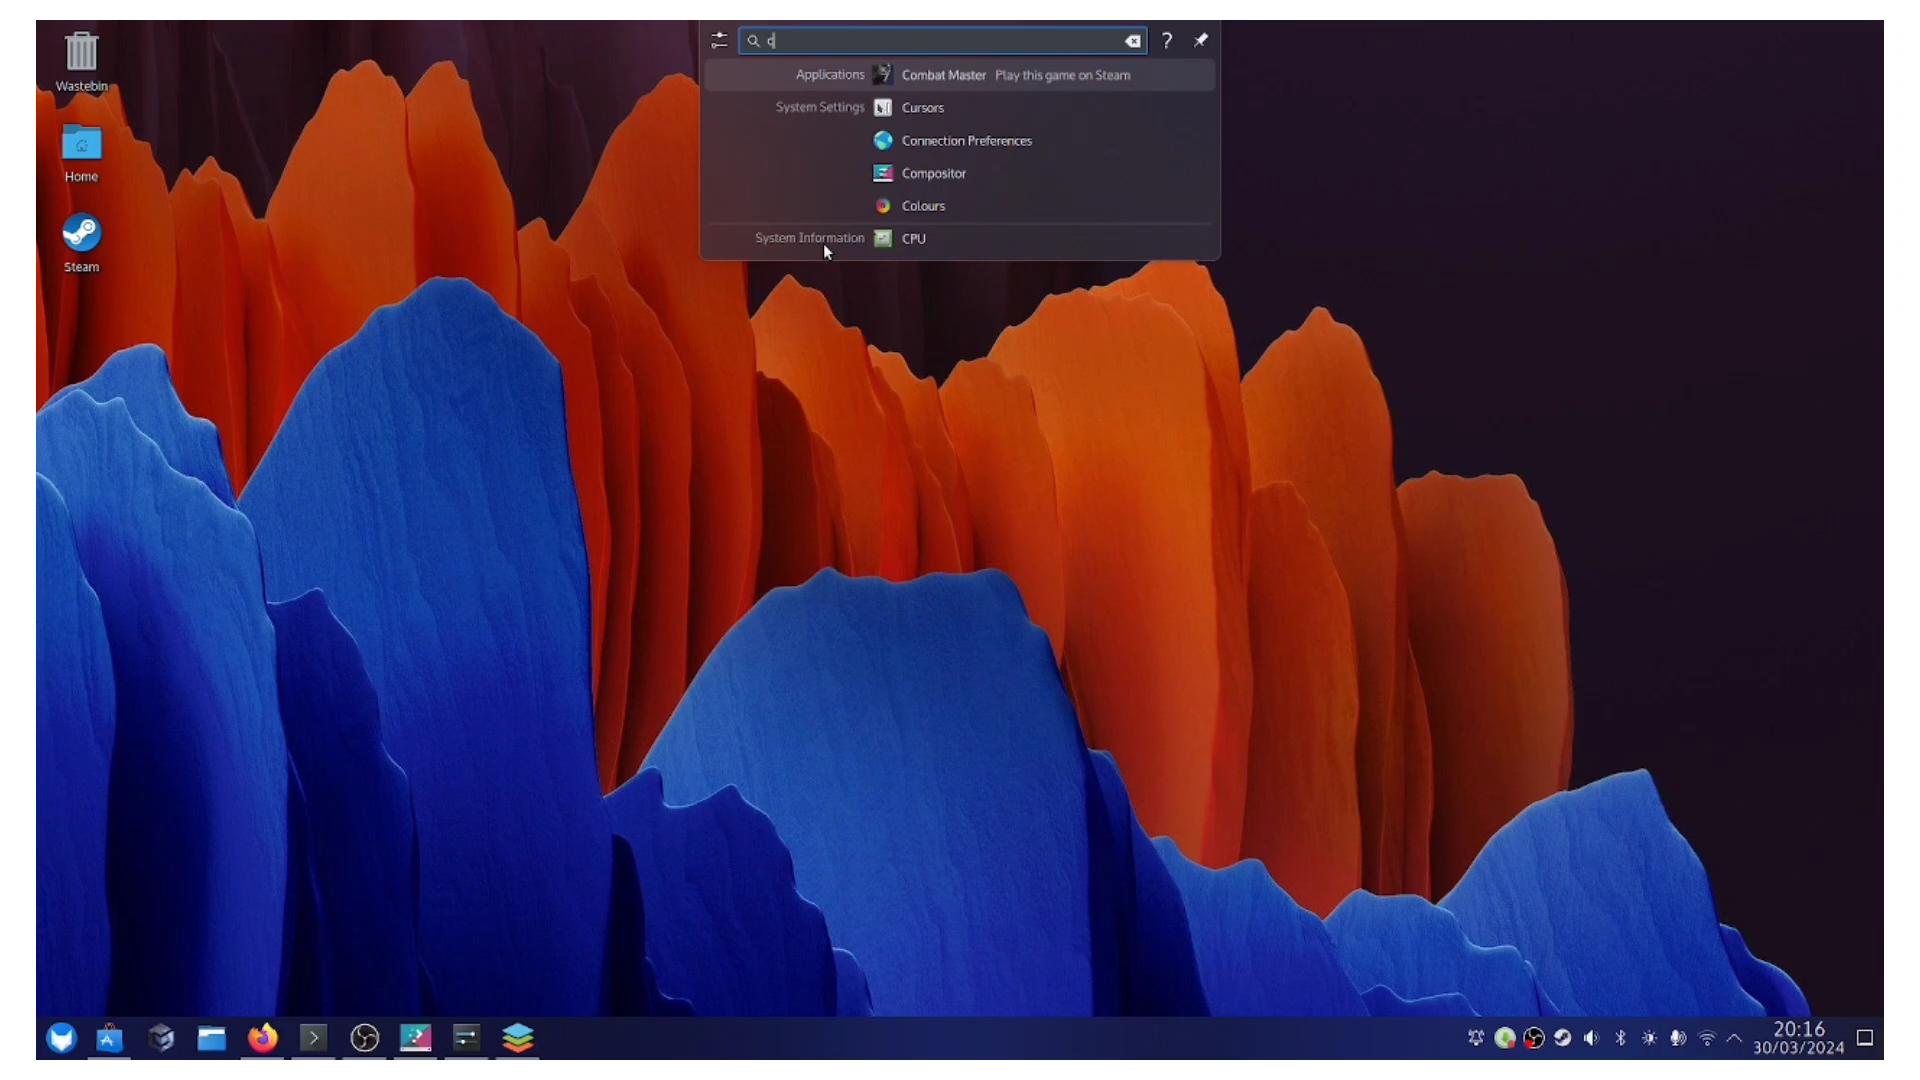 c
Applications Combat Master Play this game on Steam
System Settings Cursors
Connection Preferences
Compositor
Colours
System Information CPU
Wastebin
Home
Steam
20:16
30/03/2024